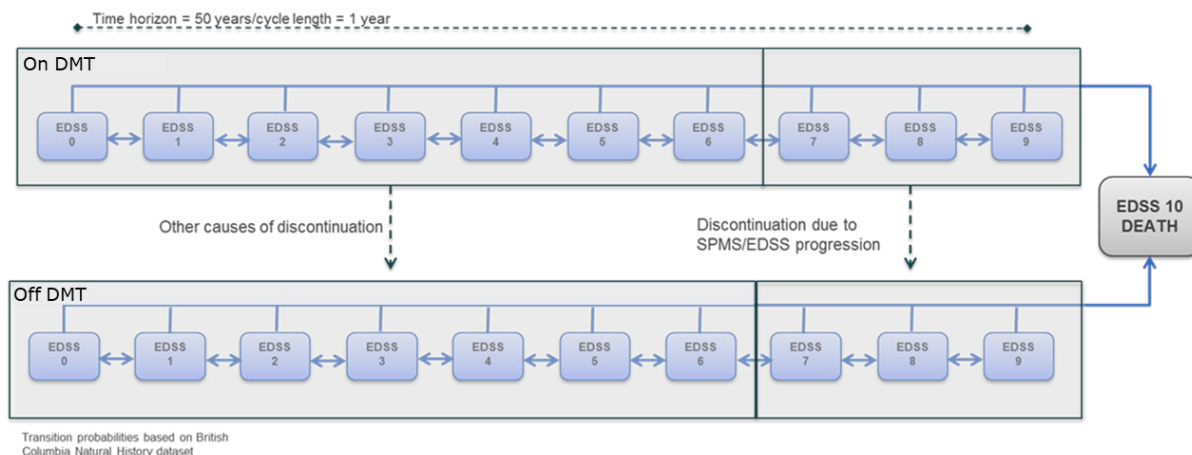 Time horizon = 50 years/cycle length = 1 year
On DMT
EDSS 0
EDSS 1
EDSS 2
EDSS 3
EDSS 4
EDSS 5
EDSS 6
EDSS 7
EDSS 8
EDSS 9
Other causes of discontinuation
Discontinuation due to
SPMS/EDSS progression
EDSS 10
DEATH
Off DMT
EDSS 0
EDSS 1
EDSS 2
EDSS 3
EDSS 4
EDSS 5
EDSS 6
EDSS 7
EDSS 8
EDSS 9
Transition probabilities based on British
Columbia Natural History dataset